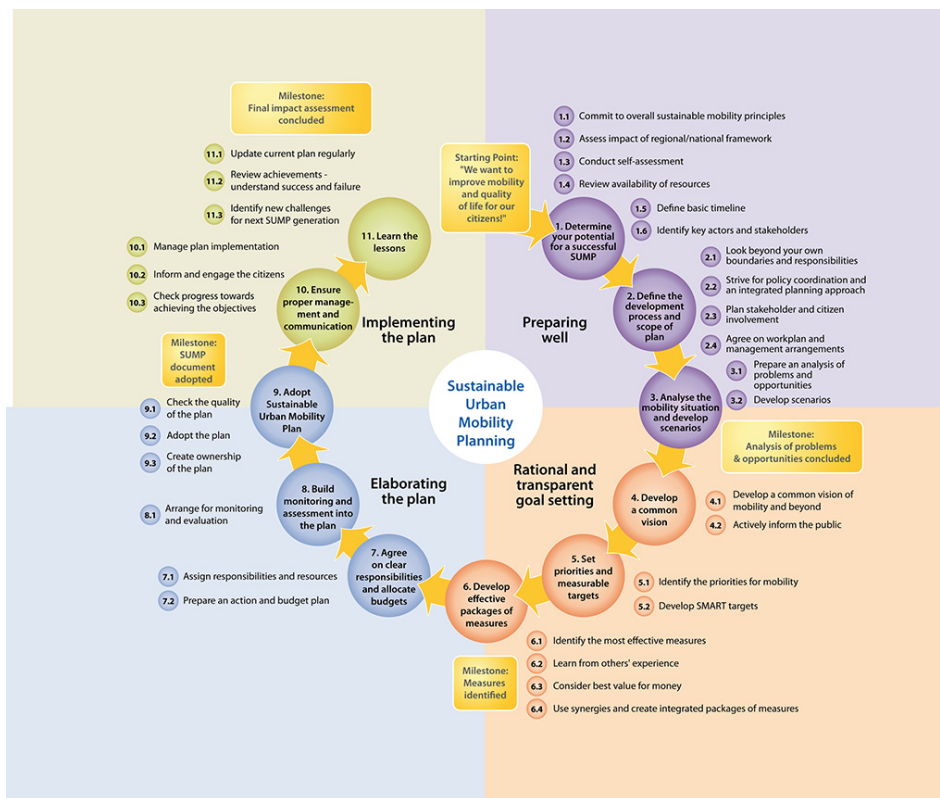 Starting Point:
"We want to
improve mobility
and quality
of life for our
citizens!"
1.1 Commit to overall sustainable mobility principles
1.2 Assess impact of regional/national framework
1.3 Conduct self-assessment
1.4 Review availability of resources
1.5 Define basic timeline
1.6 Identify key actors and stakeholders
1. Determine
your potential
for a successful
SUMP
2.1 Look beyond your own
boundaries and responsibilities
2.2 Strive for policy coordination and
an integrated planning approach
2.3 Plan stakeholder and citizen
involvement
2.4 Agree on workplan and
management arrangements
2. Define the
development
process and
scope of
plan
3.1 Prepare an analysis of
problems and
opportunities
3.2 Develop scenarios
3. Analyse the
mobility situation
and develop
scenarios
Preparing
well
Milestone:
Analysis of problems
& opportunities concluded
Sustainable
Urban
Mobility
Planning
Rational and
transparent
goal setting
4. Develop
a common
vision
4.1 Develop a common vision of
mobility and beyond
4.2 Actively inform the public
5. Set
priorities and
measurable
targets
5.1 Identify the priorities for mobility
5.2 Develop SMART targets
6. Develop
effective
packages of
measures
6.1 Identify the most effective measures
6.2 Learn from others' experience
6.3 Consider best value for money
6.4 Use synergies and create integrated packages of measures
Milestone:
Measures
identified
Elaborating
the plan
7. Agree
on clear
responsibilities
and allocate
budgets
7.1 Assign responsibilities and resources
7.2 Prepare an action and budget plan
8. Build
monitoring and
assessment into
the plan
8.1 Arrange for monitoring
and evaluation
9. Adopt
Sustainable
Urban Mobility
Plan
9.1 Check the quality
of the plan
9.2 Adopt the plan
9.3 Create ownership
of the plan
Milestone:
SUMP
document
adopted
Implementing
the plan
10. Ensure
proper manage-
ment and
communication
10.1 Manage plan implementation
10.2 Inform and engage the citizens
10.3 Check progress towards
achieving the objectives
11. Learn the
lessons
11.1 Update current plan regularly
11.2 Review achievements -
understand success and failure
11.3 Identify new challenges
for next SUMP generation
Milestone:
Final impact assessment
concluded